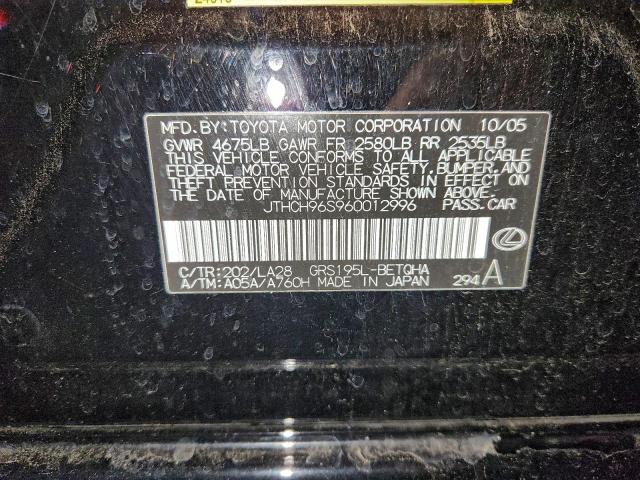 MFD. BY: TOYOTA MOTOR CORPORATION 10/05
GVWR 4675LB GAWR FR 2580LB RR 2535LB
THIS VEHICLE CONFORMS TO ALL APPLICABLE
FEDERAL MOTOR VEHICLE SAFETY, BUMPER, AND
THEFT PREVENTION STANDARDS IN EFFECT ON
THE DATE OF MANUFACTURE SHOWN ABOVE.
JTHCH96S960012996 PASS.CAR
C/TR: 202/LA28 GRS195L-BETQHA
A/TM: A05A/A760H MADE IN JAPAN 294 A